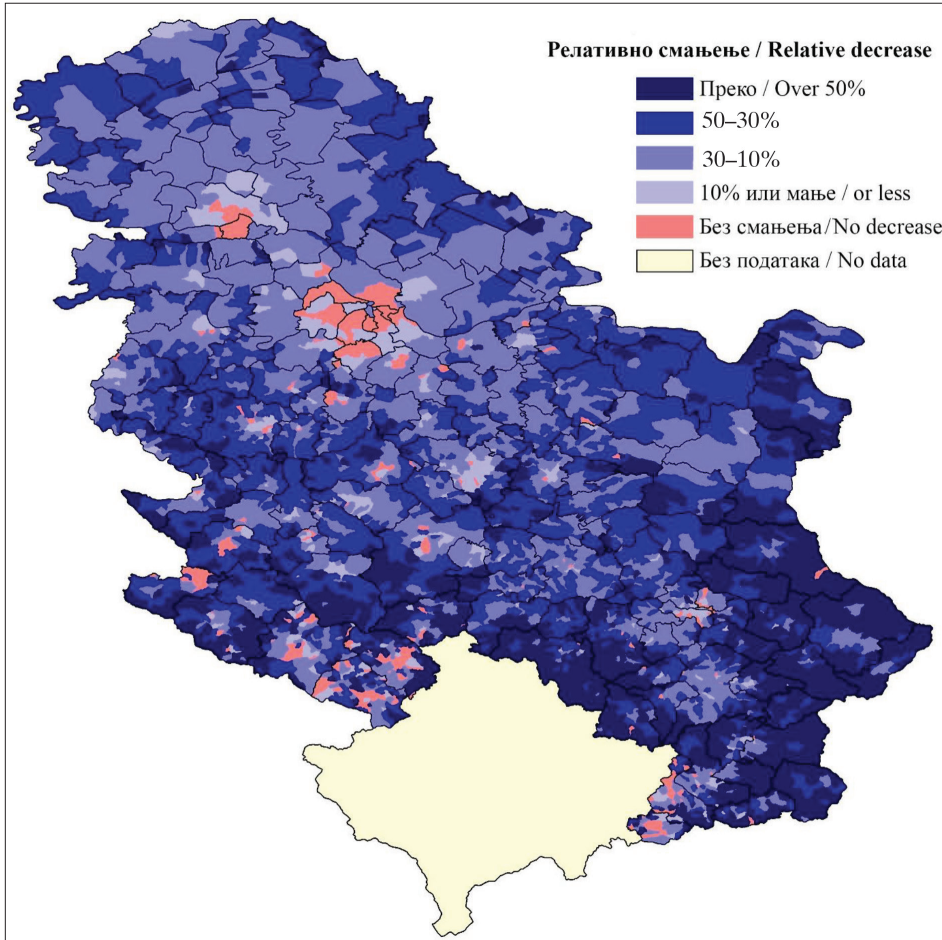 Релативно смањење / Relative decrease
Преко / Over 50%
50–30%
30–10%
10% или мање / or less
Без смањења/No decrease
Без података / No data